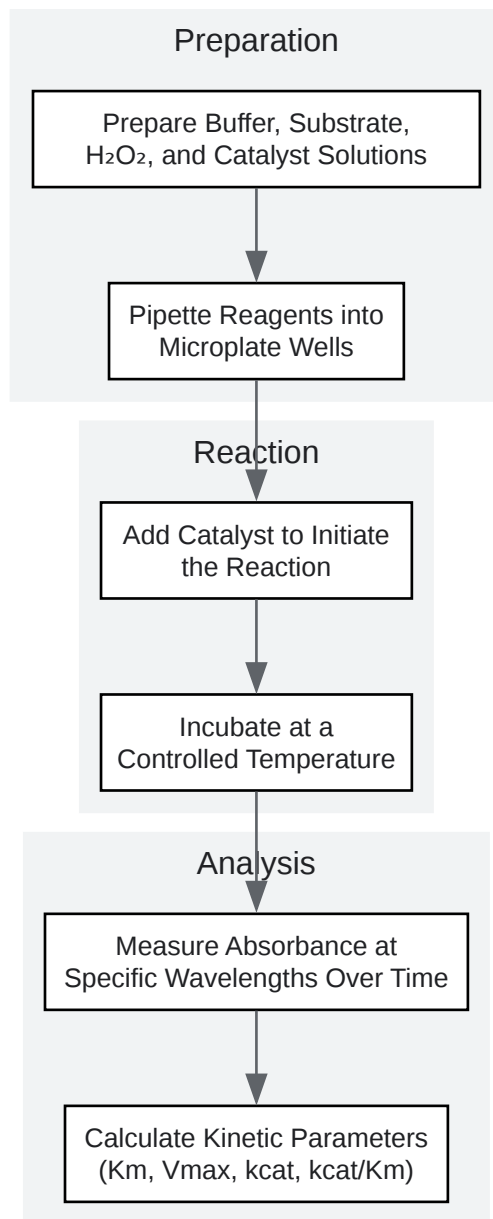 Preparation
Prepare Buffer, Substrate,
H₂O₂, and Catalyst Solutions
Pipette Reagents into
Microplate Wells
Reaction
Add Catalyst to Initiate
the Reaction
Incubate at a
Controlled Temperature
Analysis
Measure Absorbance at
Specific Wavelengths Over Time
Calculate Kinetic Parameters
(Km, Vmax, kcat, kcat/Km)